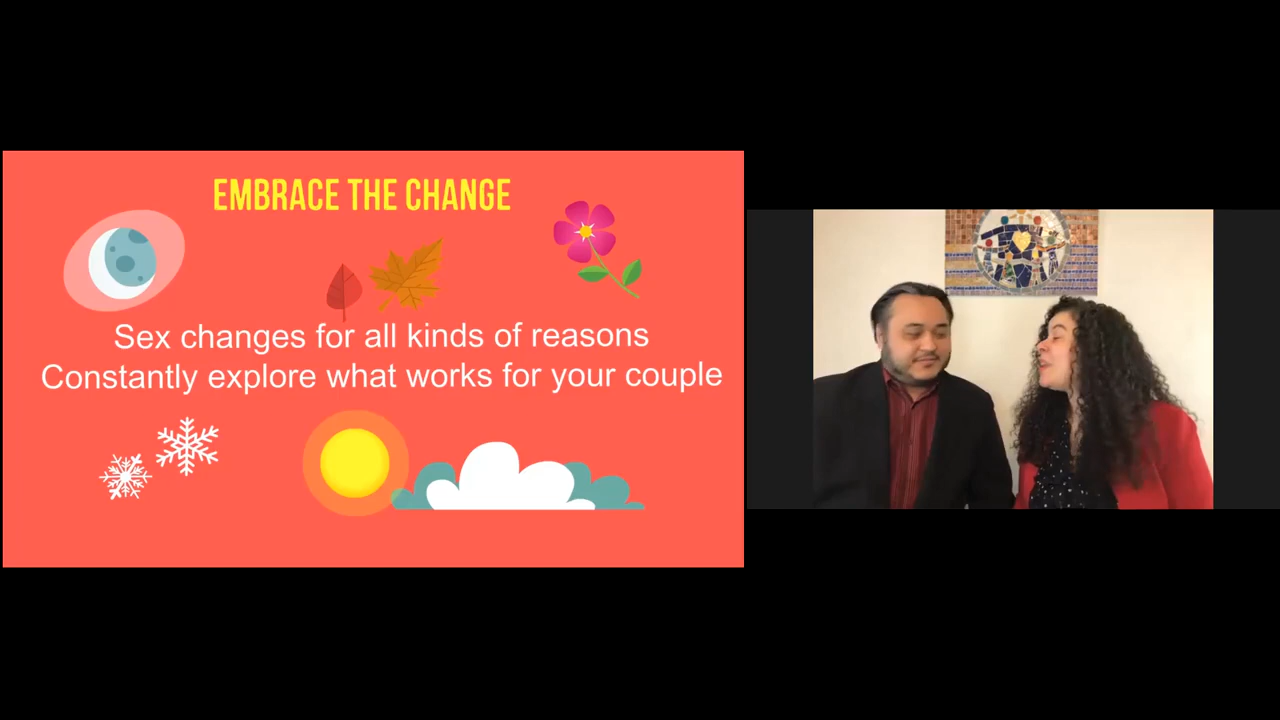 EMBRACE THE CHANGE
Sex changes for all kinds of reasons
Constantly explore what works for your couple